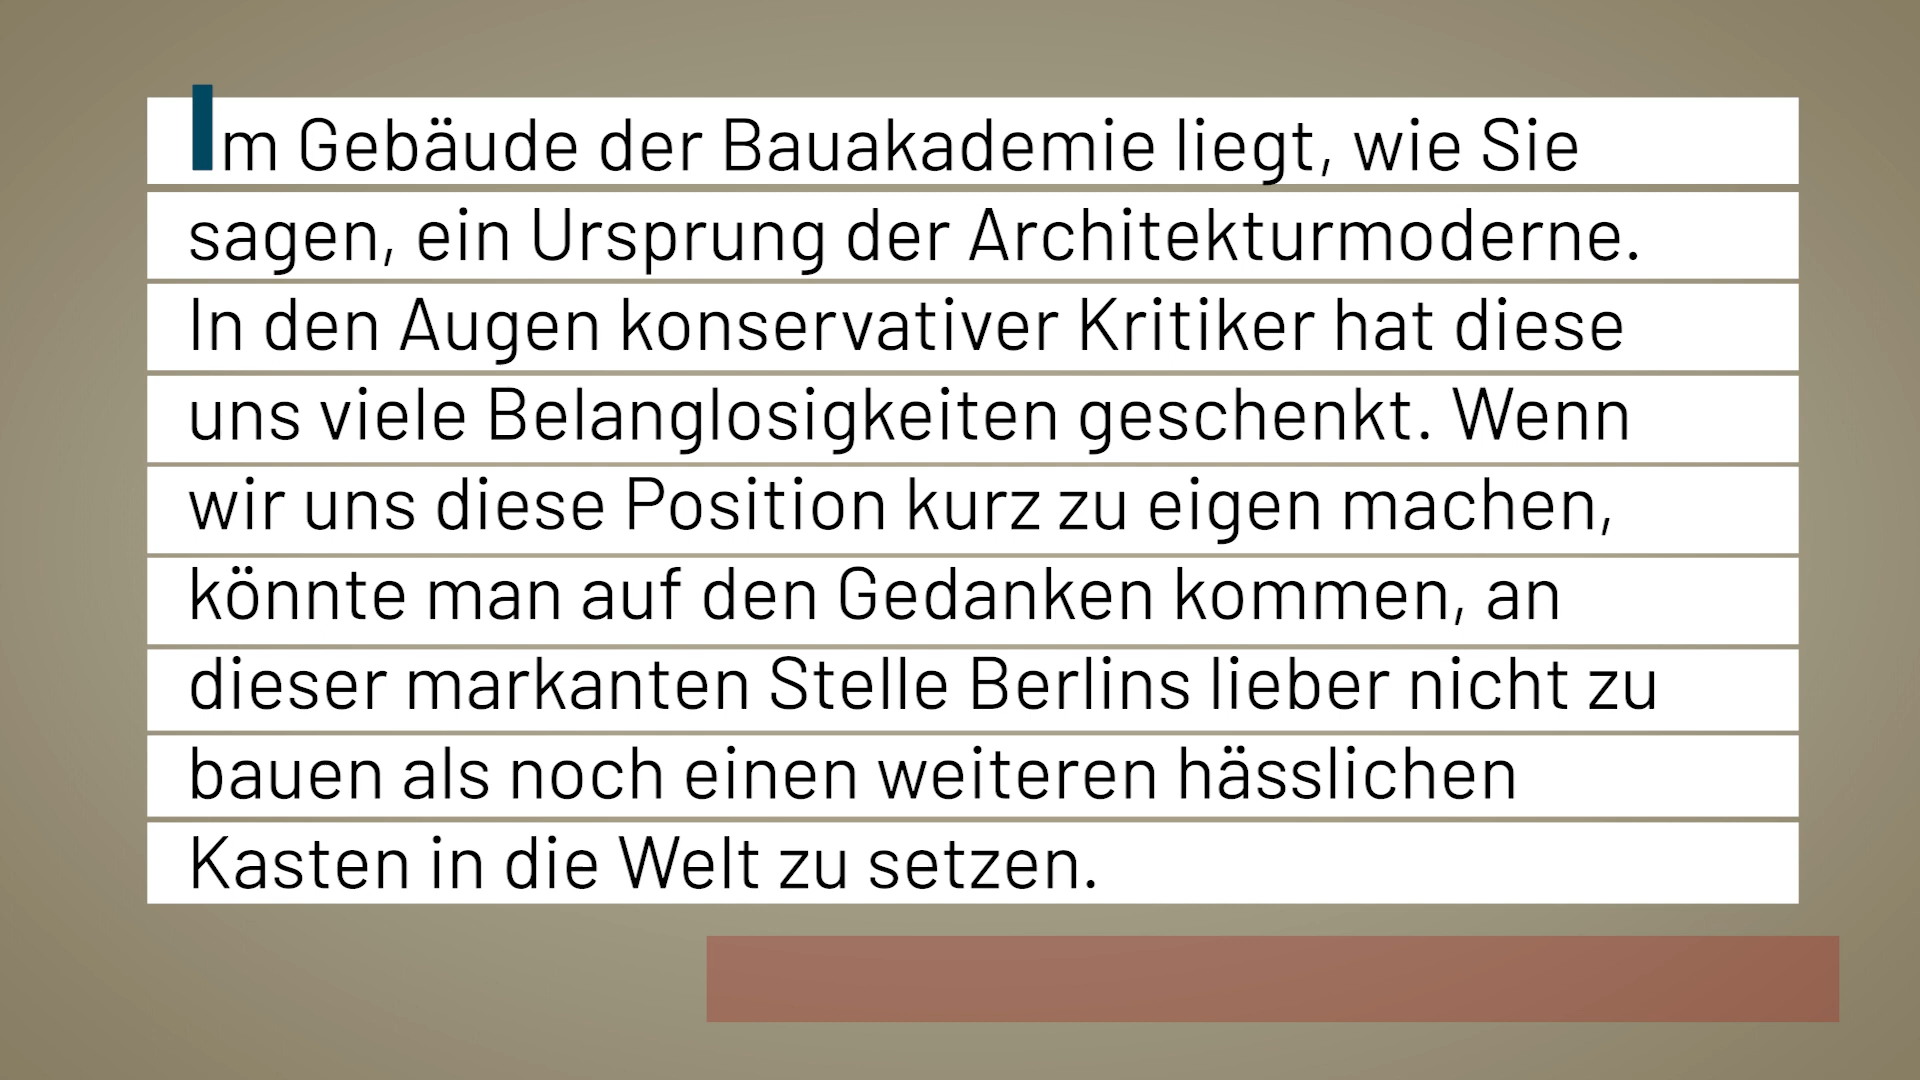 Im Gebäude der Bauakademie liegt, wie Sie
sagen, ein Ursprung der Architekturmoderne.
In den Augen konservativer Kritiker hat diese
uns viele Belanglosigkeiten geschenkt. Wenn
wir uns diese Position kurz zu eigen machen,
könnte man auf den Gedanken kommen, an
dieser markanten Stelle Berlins lieber nicht zu
bauen als noch einen weiteren hässlichen
Kasten in die Welt zu setzen.